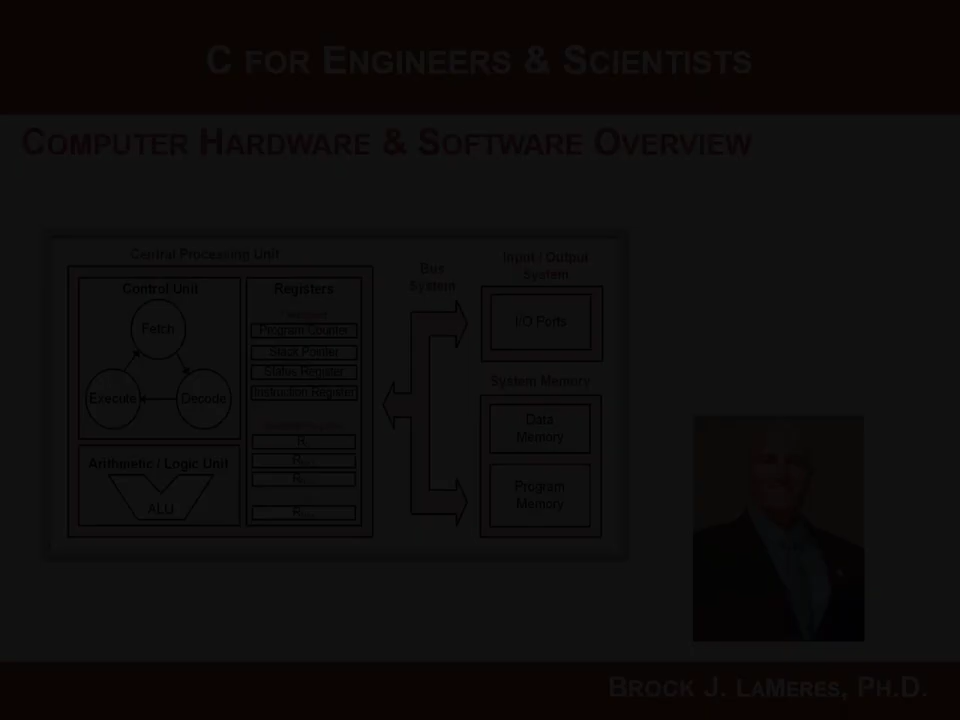 C FOR ENGINEERS & SCIENTISTS
COMPUTER HARDWARE & SOFTWARE OVERVIEW
Central Processing Unit
Control Unit
Fetch
Execute
Decode
Arithmetic / Logic Unit
ALU
Registers
Program Counter
Stack Pointer
Status Register
Instruction Register
Bus
System
Input / Output
System
I/O Ports
System Memory
Data
Memory
Program
Memory
BROCK J. LAMERES, PH.D.